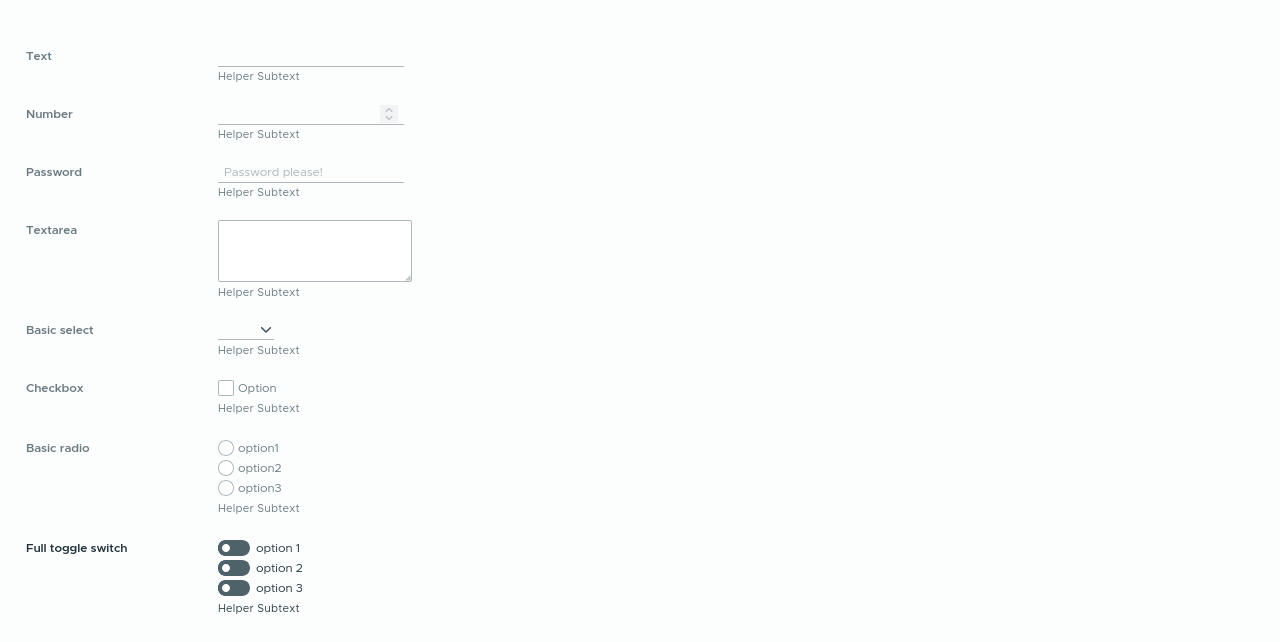 Text
Helper Subtext
Number
Helper Subtext
Password Password please!
Helper Subtext
Textarea
Helper Subtext
Basic select
Helper Subtext
Checkbox Option
Helper Subtext
Basic radio option1
option2
option3
Helper Subtext
Full toggle switch option 1
option 2
option 3
Helper Subtext